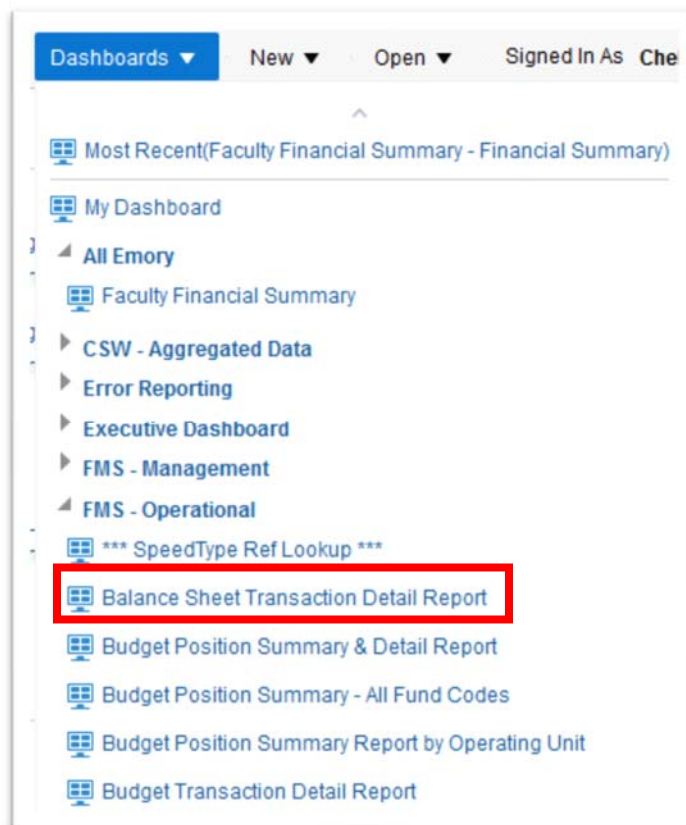 Dashboards New Open Signed In As Che
Most Recent(Faculty Financial Summary - Financial Summary)
My Dashboard
All Emory
Faculty Financial Summary
CSW - Aggregated Data
Error Reporting
Executive Dashboard
FMS - Management
FMS - Operational
*** SpeedType Ref Lookup ***
Balance Sheet Transaction Detail Report
Budget Position Summary & Detail Report
Budget Position Summary - All Fund Codes
Budget Position Summary Report by Operating Unit
Budget Transaction Detail Report